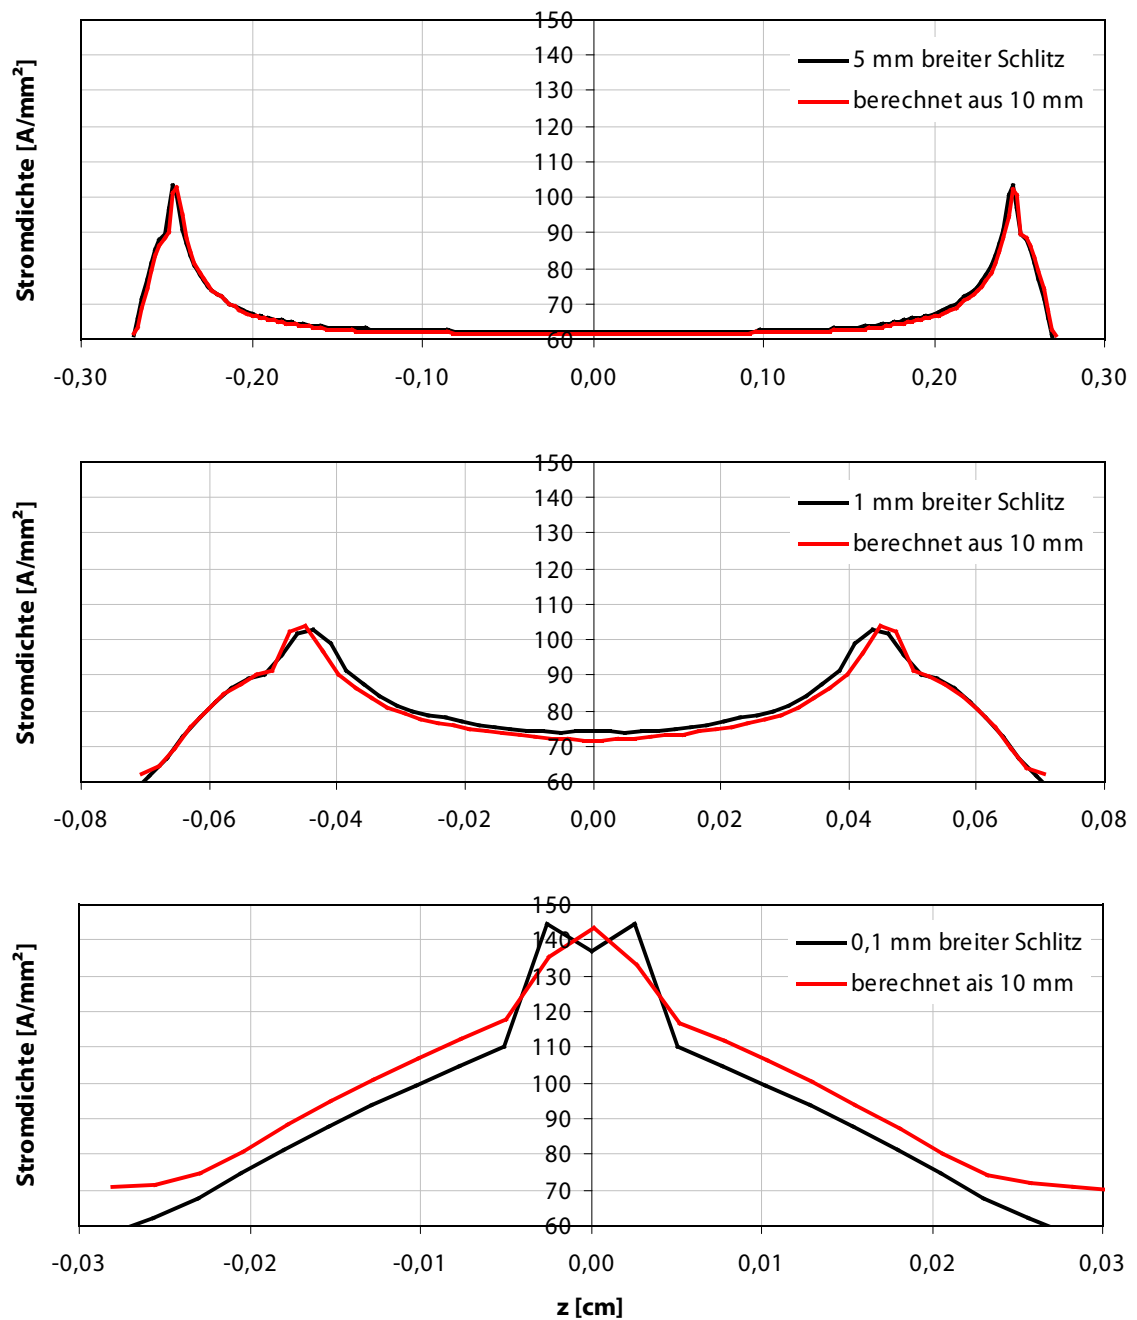 150
140
130
120
110
100
90
80
70
60
Stromdichte [A/mm²]
5 mm breiter Schlitz
berechnet aus 10 mm
-0,30 -0,20 -0,10 0,00 0,10 0,20 0,30
150
140
130
120
110
100
90
80
70
60
Stromdichte [A/mm²]
1 mm breiter Schlitz
berechnet aus 10 mm
-0,08 -0,06 -0,04 -0,02 0,00 0,02 0,04 0,06 0,08
150
140
130
120
110
100
90
80
70
60
Stromdichte [A/mm²]
0,1 mm breiter Schlitz
berechnet ais 10 mm
-0,03 -0,02 -0,01 0,00 0,01 0,02 0,03
z [cm]